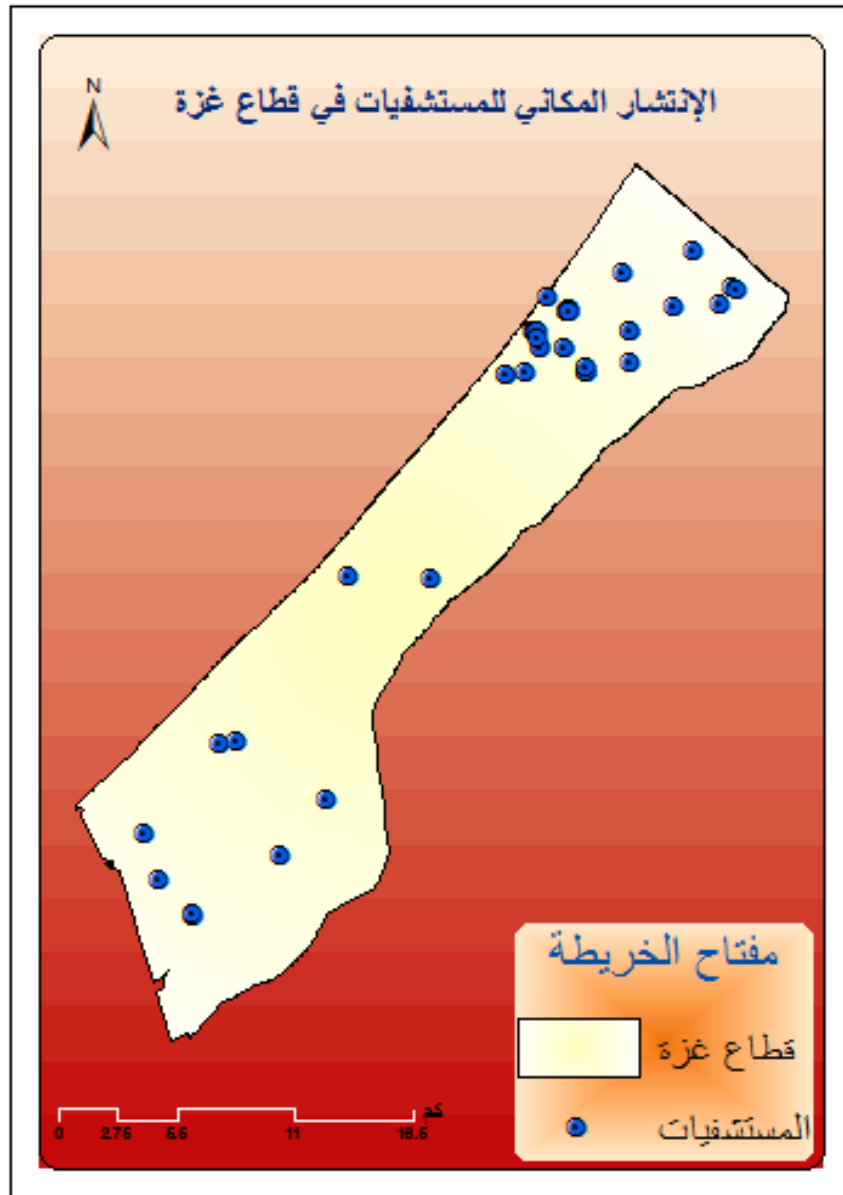 N
الإنتشار المكاني للمستشفيات في قطاع غزة
مفتاح الخريطة
قطاع غزة
المستشفيات
كم
0 2.75 5.5 11 16.5